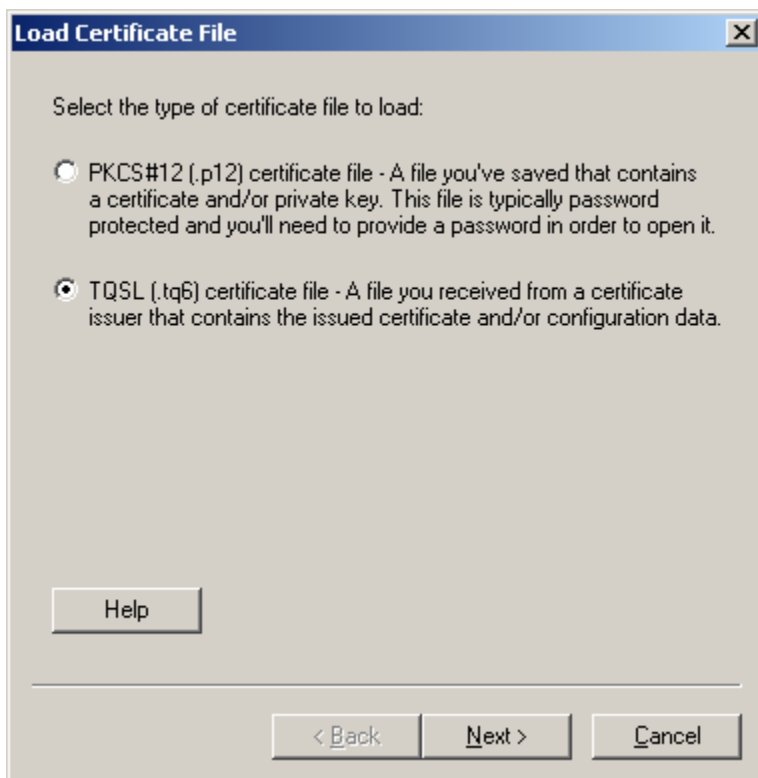 Load Certificate File
Select the type of certificate file to load:
PKCS#12 (.p12) certificate file - A file you've saved that contains
a certificate and/or private key. This file is typically password
protected and you'll need to provide a password in order to open it.
TQSL (.tq6) certificate file - A file you received from a certificate
issuer that contains the issued certificate and/or configuration data.
Help
< Back Next > Cancel